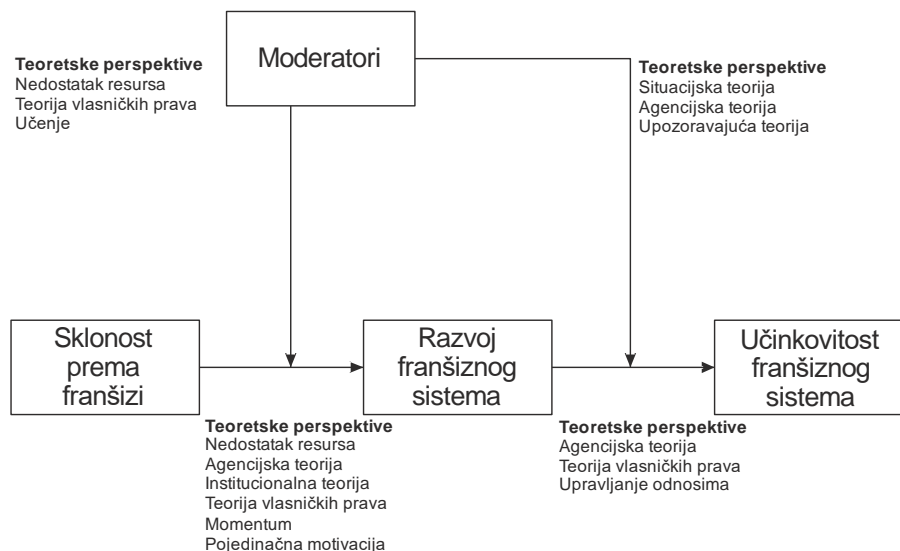 Moderatori
Teoretske perspektive
Nedostatak resursa
Teorija vlasničkih prava
Učenje
Teoretske perspektive
Situacijska teorija
Agencijska teorija
Upozoravajuća teorija
Sklonost
prema
franšizi
Razvoj
franšiznog
sistema
Učinkovitost
franšiznog
sistema
Teoretske perspektive
Nedostatak resursa
Agencijska teorija
Institucionalna teorija
Teorija vlasničkih prava
Momentum
Pojedinačna motivacija
Teoretske perspektive
Agencijska teorija
Teorija vlasničkih prava
Upravljanje odnosima